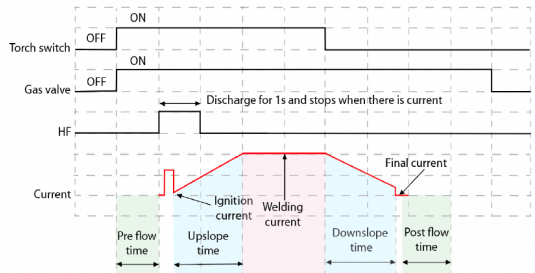 ON
OFF
Torch switch
ON
OFF
Gas valve
Discharge for 1s and stops when there is current
HF
Final current
Current
Ignition
current
Welding
current
Pre flow
time
Upslope
time
Downslope
time
Post flow
time